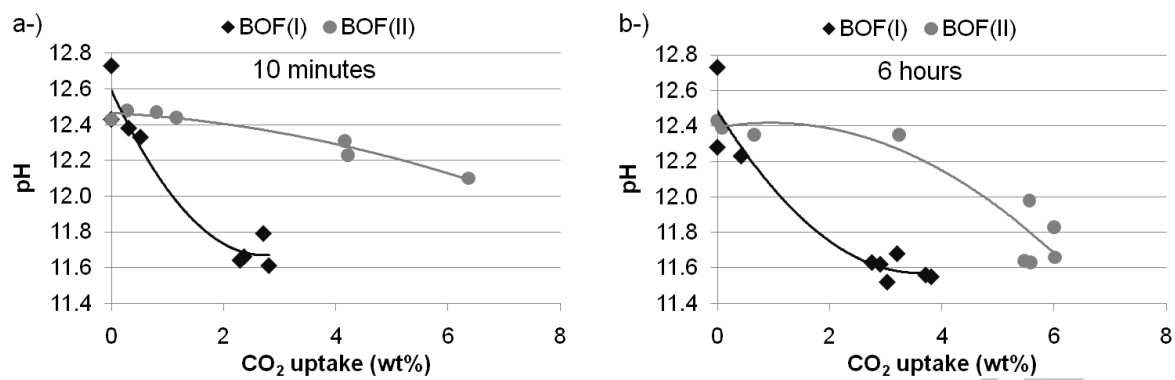 a-)
◆BOF(I) ●BOF(II)
10 minutes
12.8
12.6
12.4
12.2
12.0
11.8
11.6
11.4
pH
0 2 4 6 8
CO₂ uptake (wt%)
b-)
◆BOF(I) ●BOF(II)
6 hours
12.8
12.6
12.4
12.2
12.0
11.8
11.6
11.4
pH
0 2 4 6 8
CO₂ uptake (wt%)